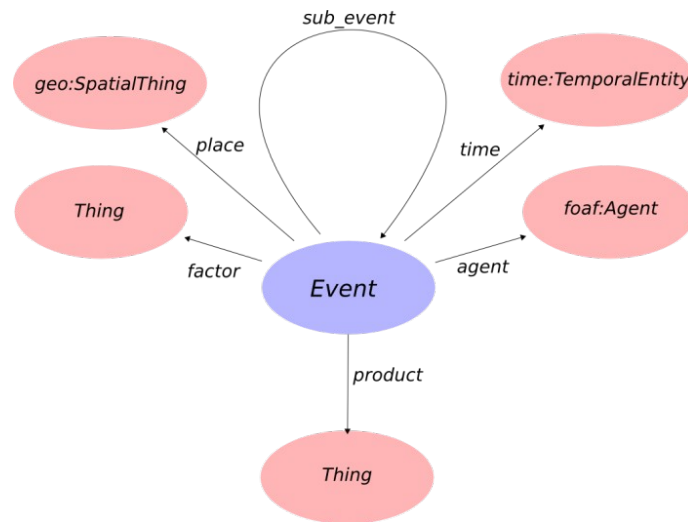 sub_event
geo:SpatialThing
time:TemporalEntity
place
time
Thing
foaf:Agent
factor
agent
Event
product
Thing